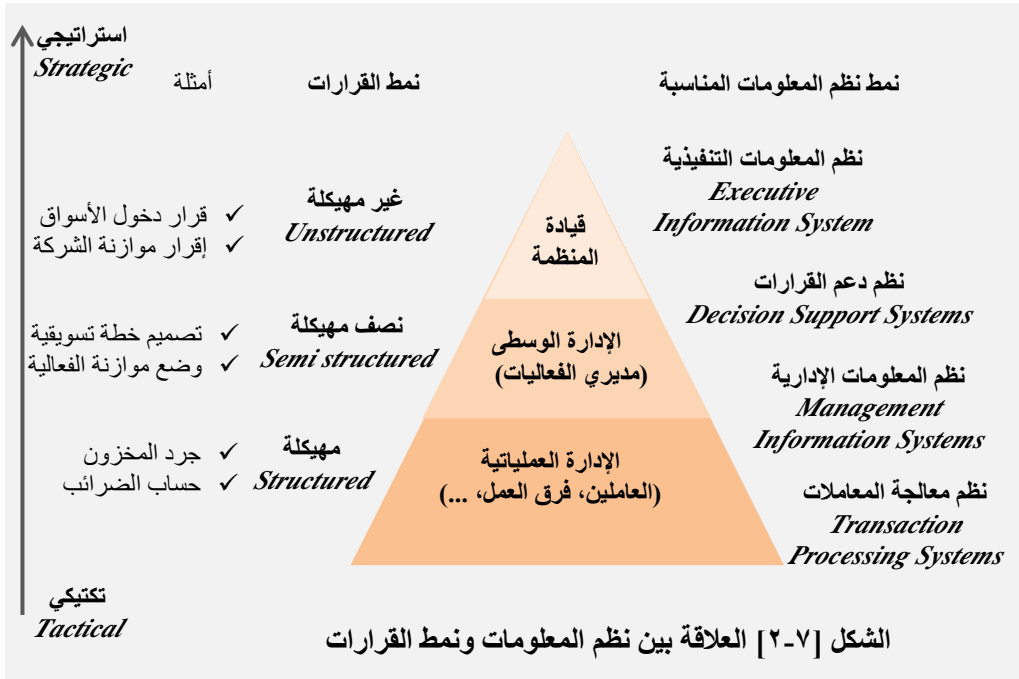 استراتيجي
Strategic
نمط نظم المعلومات المناسبة
نمط القرارات
أمثلة
نظم المعلومات التنفيذية
Executive
Information System
نظم دعم القرارات
Decision Support Systems
نظم المعلومات الإدارية
Management
Information Systems
نظم معالجة المعاملات
Transaction
Processing Systems
قيادة
المنظمة
الإدارة الوسطى
(مديري الفعاليات)
الإدارة العملياتية
(العاملين، فرق العمل، ...)
غير مهيكلة
Unstructured
✓ قرار دخول الأسواق
✓ إقرار موازنة الشركة
نصف مهيكلة
Semi structured
✓ تصميم خطة تسويقية
✓ وضع موازنة الفعالية
مهيكلة
Structured
✓ جرد المخزون
✓ حساب الضرائب
تكتيكي
Tactical
الشكل [٧-٢] العلاقة بين نظم المعلومات ونمط القرارات